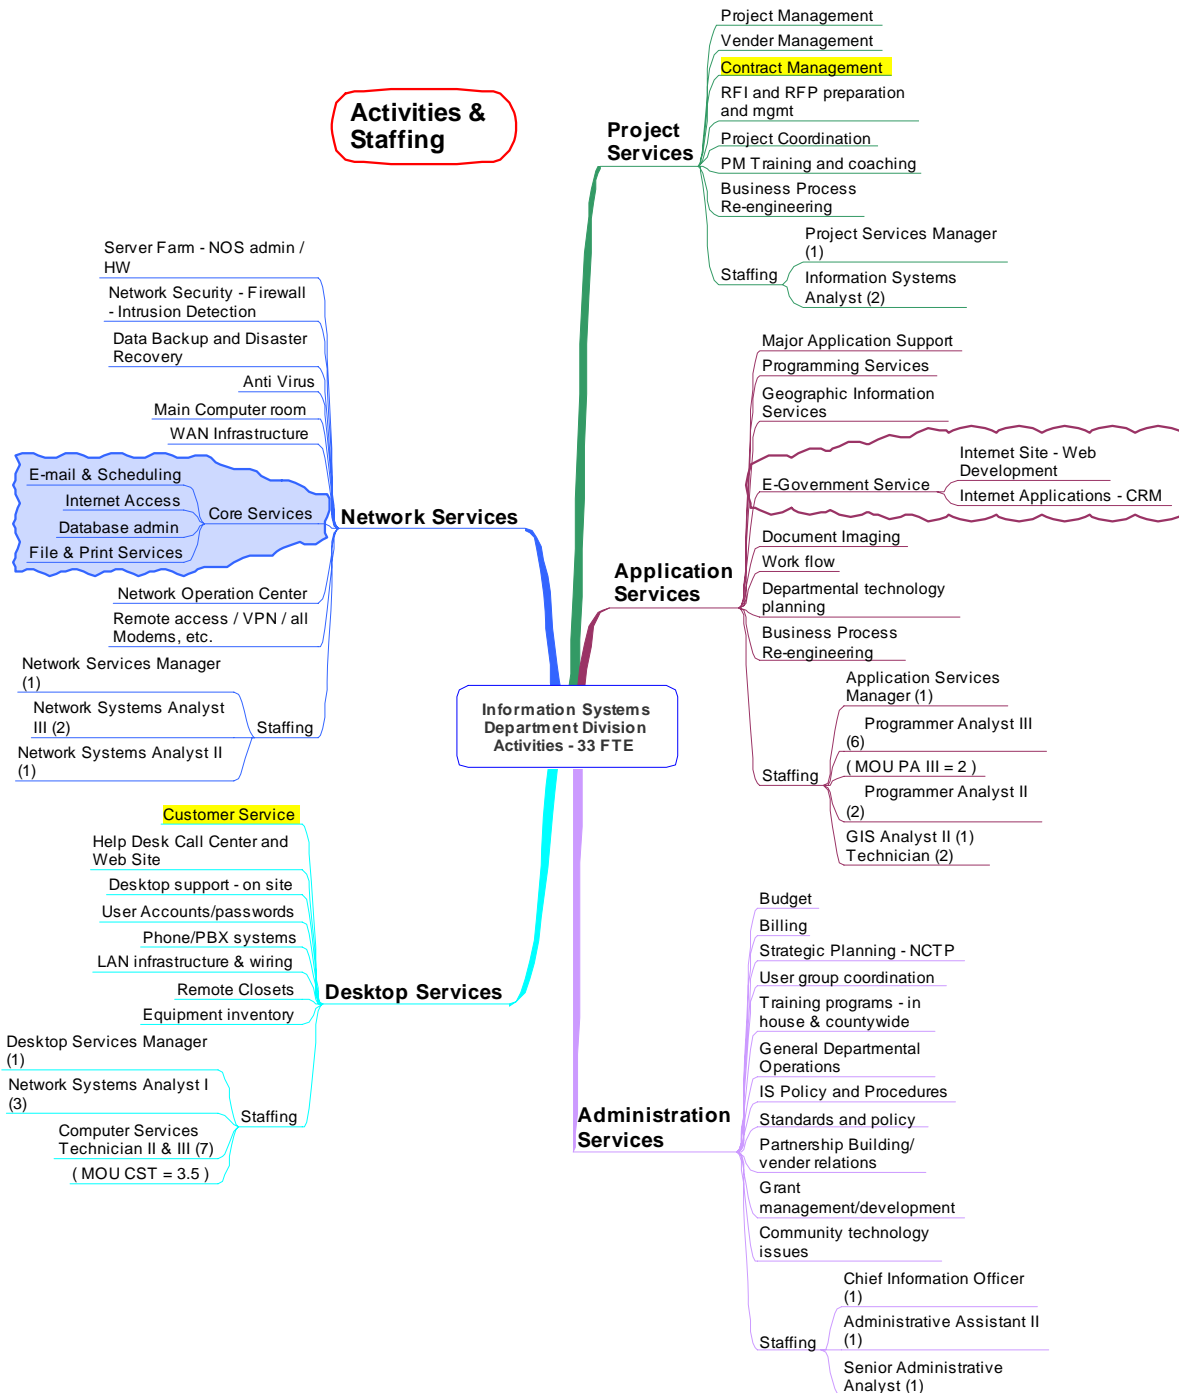 Activities &
Staffing
Project
Services
Project Management
Vender Management
Contract Management
RFI and RFP preparation
and mgmt
Project Coordination
PM Training and coaching
Business Process
Re-engineering
Staffing
Project Services Manager
(1)
Information Systems
Analyst (2)
Server Farm - NOS admin /
HW
Network Security - Firewall
- Intrusion Detection
Data Backup and Disaster
Recovery
Anti Virus
Main Computer room
WAN Infrastructure
E-mail & Scheduling
Internet Access
Database admin
File & Print Services
Core Services
Network Services
Network Operation Center
Remote access / VPN / all
Modems, etc.
Network Services Manager
(1)
Network Systems Analyst
III (2)
Network Systems Analyst II
(1)
Staffing
Application
Services
Major Application Support
Programming Services
Geographic Information
Services
E-Government Service
Internet Site - Web
Development
Internet Applications - CRM
Document Imaging
Work flow
Departmental technology
planning
Business Process
Re-engineering
Staffing
Application Services
Manager (1)
Programmer Analyst III
(6)
( MOU PA III = 2 )
Programmer Analyst II
(2)
GIS Analyst II (1)
Technician (2)
Information Systems
Department Division
Activities - 33 FTE
Customer Service
Help Desk Call Center and
Web Site
Desktop support - on site
User Accounts/passwords
Phone/PBX systems
LAN infrastructure & wiring
Remote Closets
Equipment inventory
Desktop Services
Desktop Services Manager
(1)
Network Systems Analyst I
(3)
Computer Services
Technician II & III (7)
( MOU CST = 3.5 )
Staffing
Administration
Services
Budget
Billing
Strategic Planning - NCTP
User group coordination
Training programs - in
house & countywide
General Departmental
Operations
IS Policy and Procedures
Standards and policy
Partnership Building/
vender relations
Grant
management/development
Community technology
issues
Staffing
Chief Information Officer
(1)
Administrative Assistant II
(1)
Senior Administrative
Analyst (1)